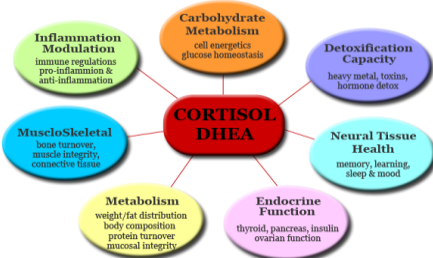 Carbohydrate
Metabolism
cell energetics
glucose homeostasis
Inflammation
Modulation
immune regulations
pro-inflammion &
anti-inflammation
Detoxification
Capacity
heavy metal, toxins,
hormone detox
CORTISOL
DHEA
MuscloSkeletal
bone turnover,
muscle integrity,
connective tissue
Neural Tissue
Health
memory, learning,
sleep & mood
Metabolism
weight/fat distribution
body composition
protein turnover
mucosal integrity
Endocrine
Function
thyroid, pancreas, insulin
ovarian function